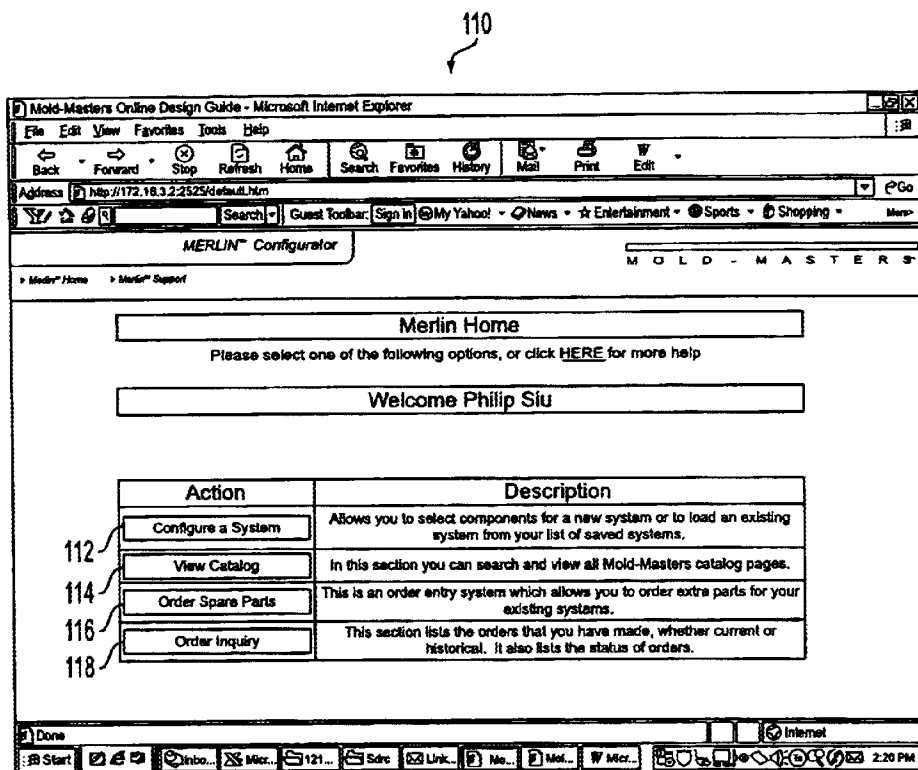 110
Mold-Masters Online Design Guide - Microsoft Internet Explorer
File Edit View Favorites Tools Help
Back Forward Stop Refresh Home Search Favorites History Mail Print Edit
Address http://172.16.3.2:2525/default.htm Go
Search Guest Toolbar: Sign In My Yahoo! News Entertainment Sports Shopping
MERLIN™ Configurator
MOLD-MASTERS
Merlin™ Home Merlin™ Support
Merlin Home
Please select one of the following options, or click HERE for more help
Welcome Philip Siu
Action Description
112 Configure a System Allows you to select components for a new system or to load an existing
system from your list of saved systems.
114 View Catalog In this section you can search and view all Mold-Masters catalog pages.
116 Order Spare Parts This is an order entry system which allows you to order extra parts for your
existing systems.
118 Order Inquiry This section lists the orders that you have made, whether current or
historical. It also lists the status of orders.
Done Internet
Start Inbo... Micr... 121... Sdrc Link... Mo... Mol... Micr... 2:20 PM